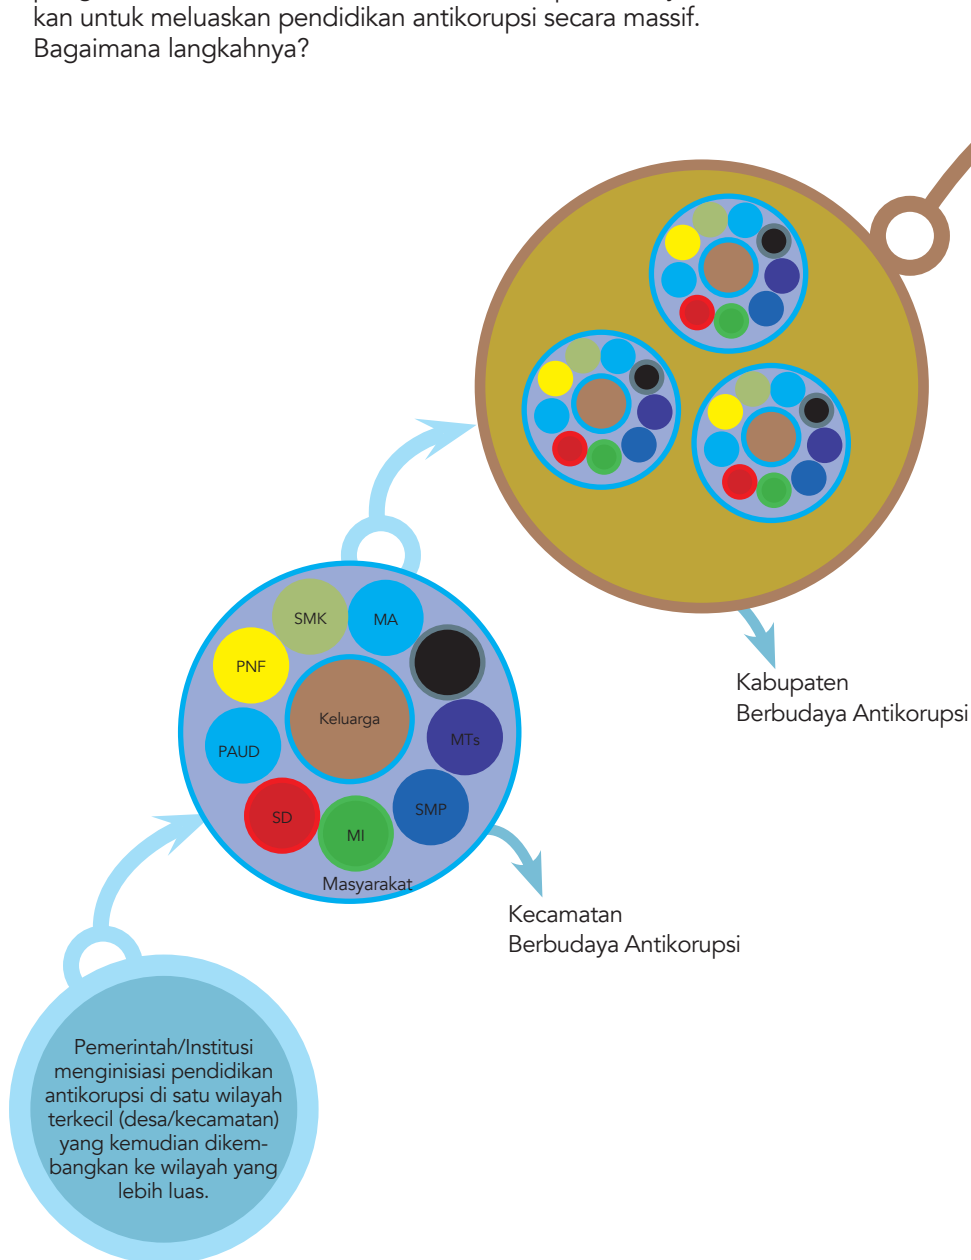 kan untuk meluaskan pendidikan antikorupsi secara massif.
Bagaimana langkahnya?
Kabupaten
Berbudaya Antikorupsi
SMK
MA
PNF
Keluarga
MTs
PAUD
SMP
SD
MI
Masyarakat
Kecamatan
Berbudaya Antikorupsi
Pemerintah/Institusi
menginisiasi pendidikan
antikorupsi di satu wilayah
terkecil (desa/kecamatan)
yang kemudian dikem-
bangkan ke wilayah yang
lebih luas.